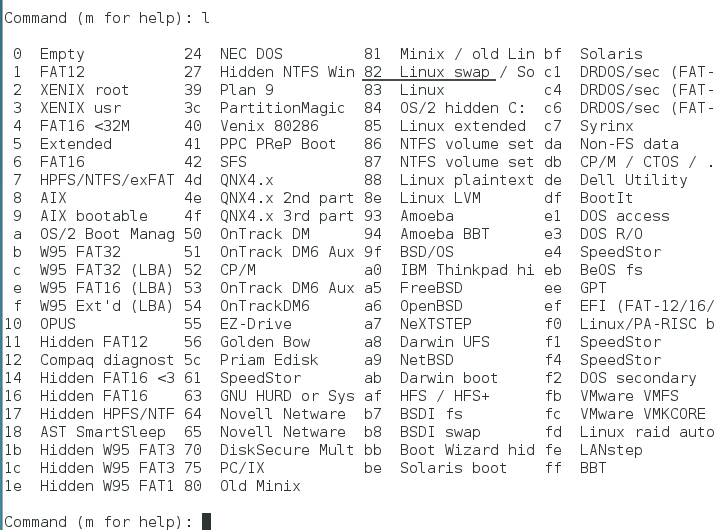 Command (m for help): l
0 Empty 24 NEC DOS 81 Minix / old Lin bf Solaris
1 FAT12 27 Hidden NTFS Win 82 Linux swap / So c1 DRDOS/sec (FAT-
2 XENIX root 39 Plan 9 83 Linux c4 DRDOS/sec (FAT-
3 XENIX usr 3c PartitionMagic 84 OS/2 hidden C: c6 DRDOS/sec (FAT-
4 FAT16 <32M 40 Venix 80286 85 Linux extended c7 Syrinx
5 Extended 41 PPC PReP Boot 86 NTFS volume set da Non-FS data
6 FAT16 42 SFS 87 NTFS volume set db CP/M / CTOS / .
7 HPFS/NTFS/exFAT 4d QNX4.x 88 Linux plaintext de Dell Utility
8 AIX 4e QNX4.x 2nd part 8e Linux LVM df BootIt
9 AIX bootable 4f QNX4.x 3rd part 93 Amoeba e1 DOS access
a OS/2 Boot Manag 50 OnTrack DM 94 Amoeba BBT e3 DOS R/O
b W95 FAT32 51 OnTrack DM6 Aux 9f BSD/OS e4 SpeedStor
c W95 FAT32 (LBA) 52 CP/M a0 IBM Thinkpad hi eb BeOS fs
e W95 FAT16 (LBA) 53 OnTrack DM6 Aux a5 FreeBSD ee GPT
f W95 Ext'd (LBA) 54 OnTrackDM6 a6 OpenBSD ef EFI (FAT-12/16/
10 OPUS 55 EZ-Drive a7 NeXTSTEP f0 Linux/PA-RISC b
11 Hidden FAT12 56 Golden Bow a8 Darwin UFS f1 SpeedStor
12 Compaq diagnost 5c Priam Edisk a9 NetBSD f4 SpeedStor
14 Hidden FAT16 <3 61 SpeedStor ab Darwin boot f2 DOS secondary
16 Hidden FAT16 63 GNU HURD or Sys af HFS / HFS+ fb VMware VMFS
17 Hidden HPFS/NTF 64 Novell Netware b7 BSDI fs fc VMware VMKCORE
18 AST SmartSleep 65 Novell Netware b8 BSDI swap fd Linux raid auto
1b Hidden W95 FAT3 70 DiskSecure Mult bb Boot Wizard hid fe LANstep
1c Hidden W95 FAT3 75 PC/IX be Solaris boot ff BBT
1e Hidden W95 FAT1 80 Old Minix
Command (m for help):